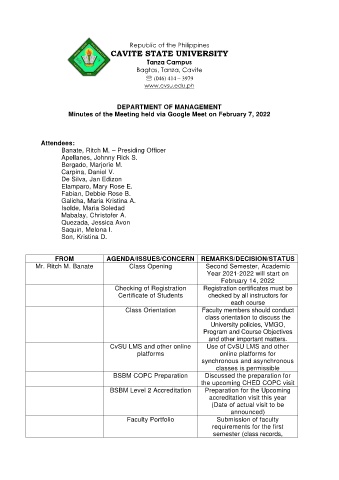 Republic of the Philippines
CAVITE STATE UNIVERSITY
Tanza Campus
Bagtas, Tanza, Cavite
☏ (046) 414 – 3979
www.cvsu.edu.ph
DEPARTMENT OF MANAGEMENT
Minutes of the Meeting held via Google Meet on February 7, 2022
Attendees:
Banate, Ritch M. – Presiding Officer
Apellanes, Johnny Rick S.
Bergado, Marjorie M.
Carpina, Daniel V.
De Silva, Jan Edizon
Elamparo, Mary Rose E.
Fabian, Debbie Rose B.
Galicha, Maria Kristina A.
Isolde, Maria Soledad
Mabalay, Christofer A.
Quezada, Jessica Avon
Saquin, Melona I.
Son, Kristina D.
FROM AGENDA/ISSUES/CONCERN REMARKS/DECISION/STATUS
Mr. Ritch M. Banate Class Opening Second Semester, Academic
Year 2021-2022 will start on
February 14, 2022
Checking of Registration Registration certificates must be
Certificate of Students checked by all instructors for
each course
Class Orientation Faculty members should conduct
class orientation to discuss the
University policies, VMGO,
Program and Course Objectives
and other important matters.
CvSU LMS and other online Use of CvSU LMS and other
platforms online platforms for
synchronous and asynchronous
classes is permissible
BSBM COPC Preparation Discussed the preparation for
the upcoming CHED COPC visit
BSBM Level 2 Accreditation Preparation for the Upcoming
accreditation visit this year
(Date of actual visit to be
announced)
Faculty Portfolio Submission of faculty
requirements for the first
semester (class records,